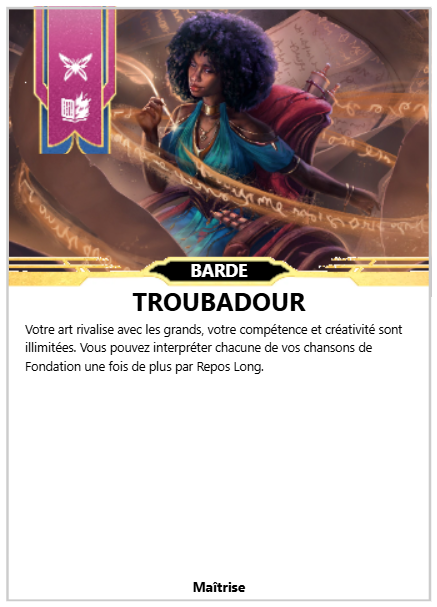 BARDE
TROUBADOUR
Votre art rivalise avec les grands, votre compétence et créativité sont
illimitées. Vous pouvez interpréter chacune de vos chansons de
Fondation une fois de plus par Repos Long.
Maîtrise